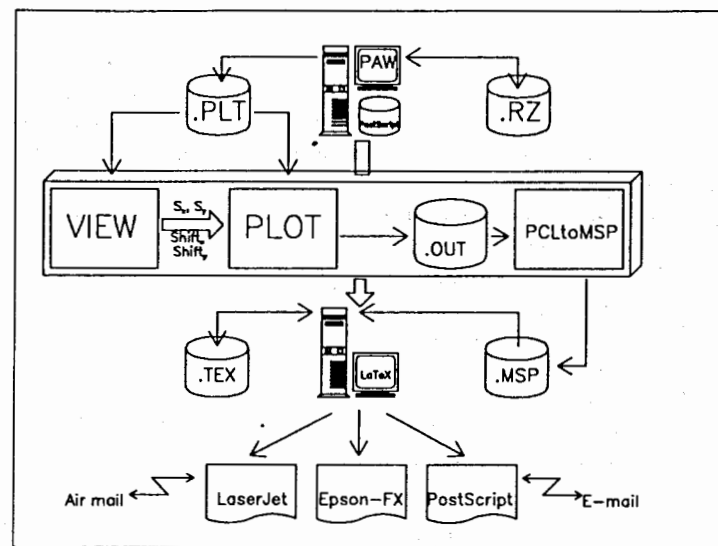 PAW
.PLT
PostScript
.RZ
VIEW
Sx, Sy
Shiftx
Shifty
PLOT
.OUT
PCLtoMSP
.TEX
LaTeX
.MSP
Air mail
LaserJet
Epson-FX
PostScript
E-mail